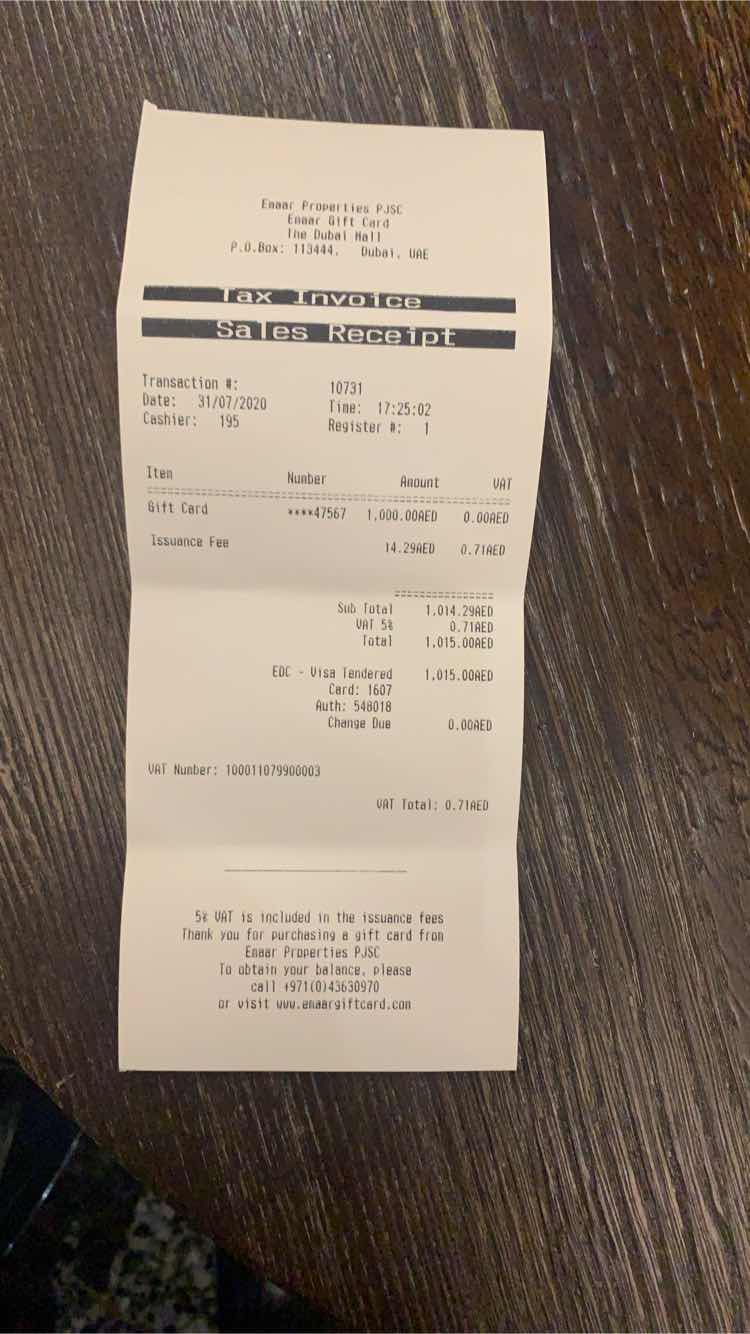 Emaar Properties PJSC
Emaar Gift Card
The Dubai Mall
P.O.Box: 113444, Dubai, UAE
Tax Invoice
Sales Receipt
Transaction #: 10731
Date: 31/07/2020 Time: 17:25:02
Cashier: 195 Register #: 1
Item Number Amount VAT
Gift Card ****47567 1,000.00AED 0.00AED
Issuance Fee 14.29AED 0.71AED
Sub Total 1,014.29AED
VAT 5% 0.71AED
Total 1,015.00AED
EDC - Visa Tendered 1,015.00AED
Card: 1607
Auth: 548018
Change Due 0.00AED
VAT Number: 100011079900003
VAT Total: 0.71AED
5% VAT is included in the issuance fees
Thank you for purchasing a gift card from
Emaar Properties PJSC
To obtain your balance, please
call +971(0)43630970
or visit www.emaargiftcard.com